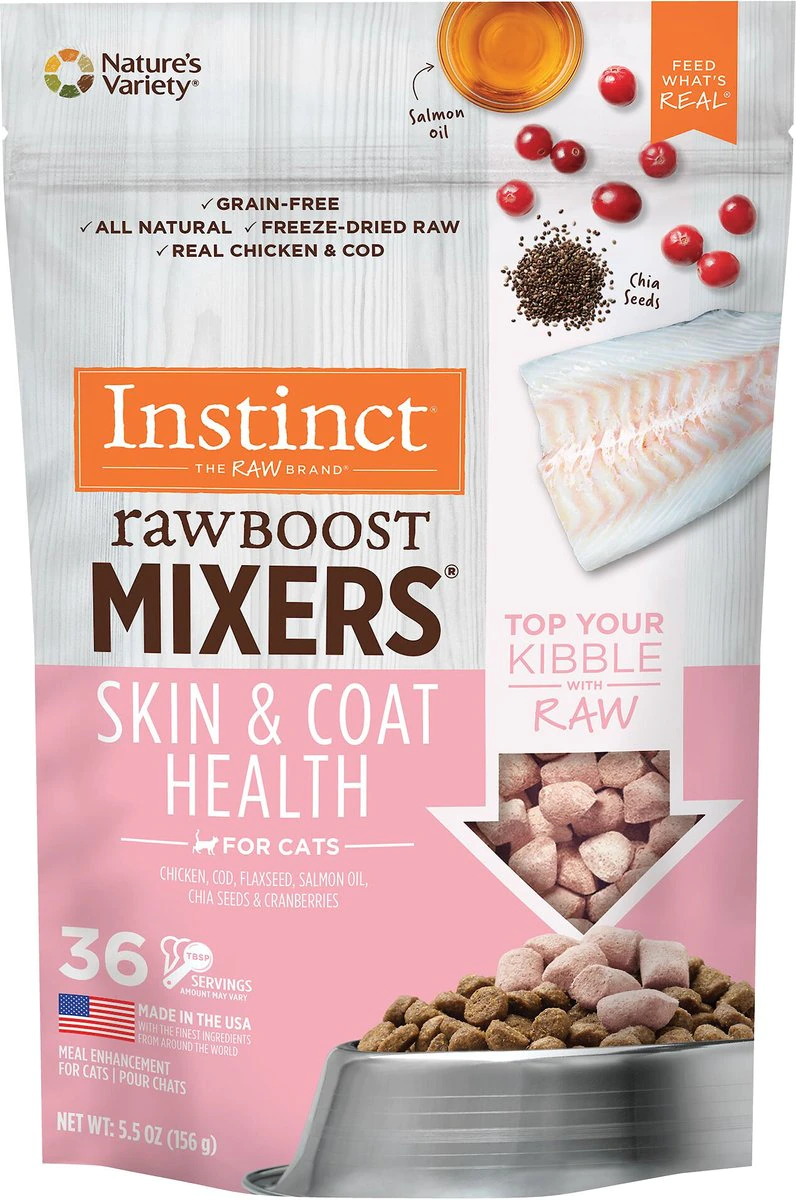 Nature's
Variety®
Salmon
oil
FEED
WHAT'S
REAL®
✓GRAIN-FREE
✓ALL NATURAL ✓FREEZE-DRIED RAW
✓REAL CHICKEN & COD
Chia
Seeds
Instinct®
THE RAW BRAND®
rawBOOST
MIXERS®
TOP YOUR
KIBBLE
WITH
RAW
SKIN & COAT
HEALTH
FOR CATS
CHICKEN, COD, FLAXSEED, SALMON OIL,
CHIA SEEDS & CRANBERRIES
36
TBSP
SERVINGS
AMOUNT MAY VARY
MADE IN THE USA
WITH THE FINEST INGREDIENTS
FROM AROUND THE WORLD
MEAL ENHANCEMENT
FOR CATS | POUR CHATS
NET WT: 5.5 OZ (156 g)